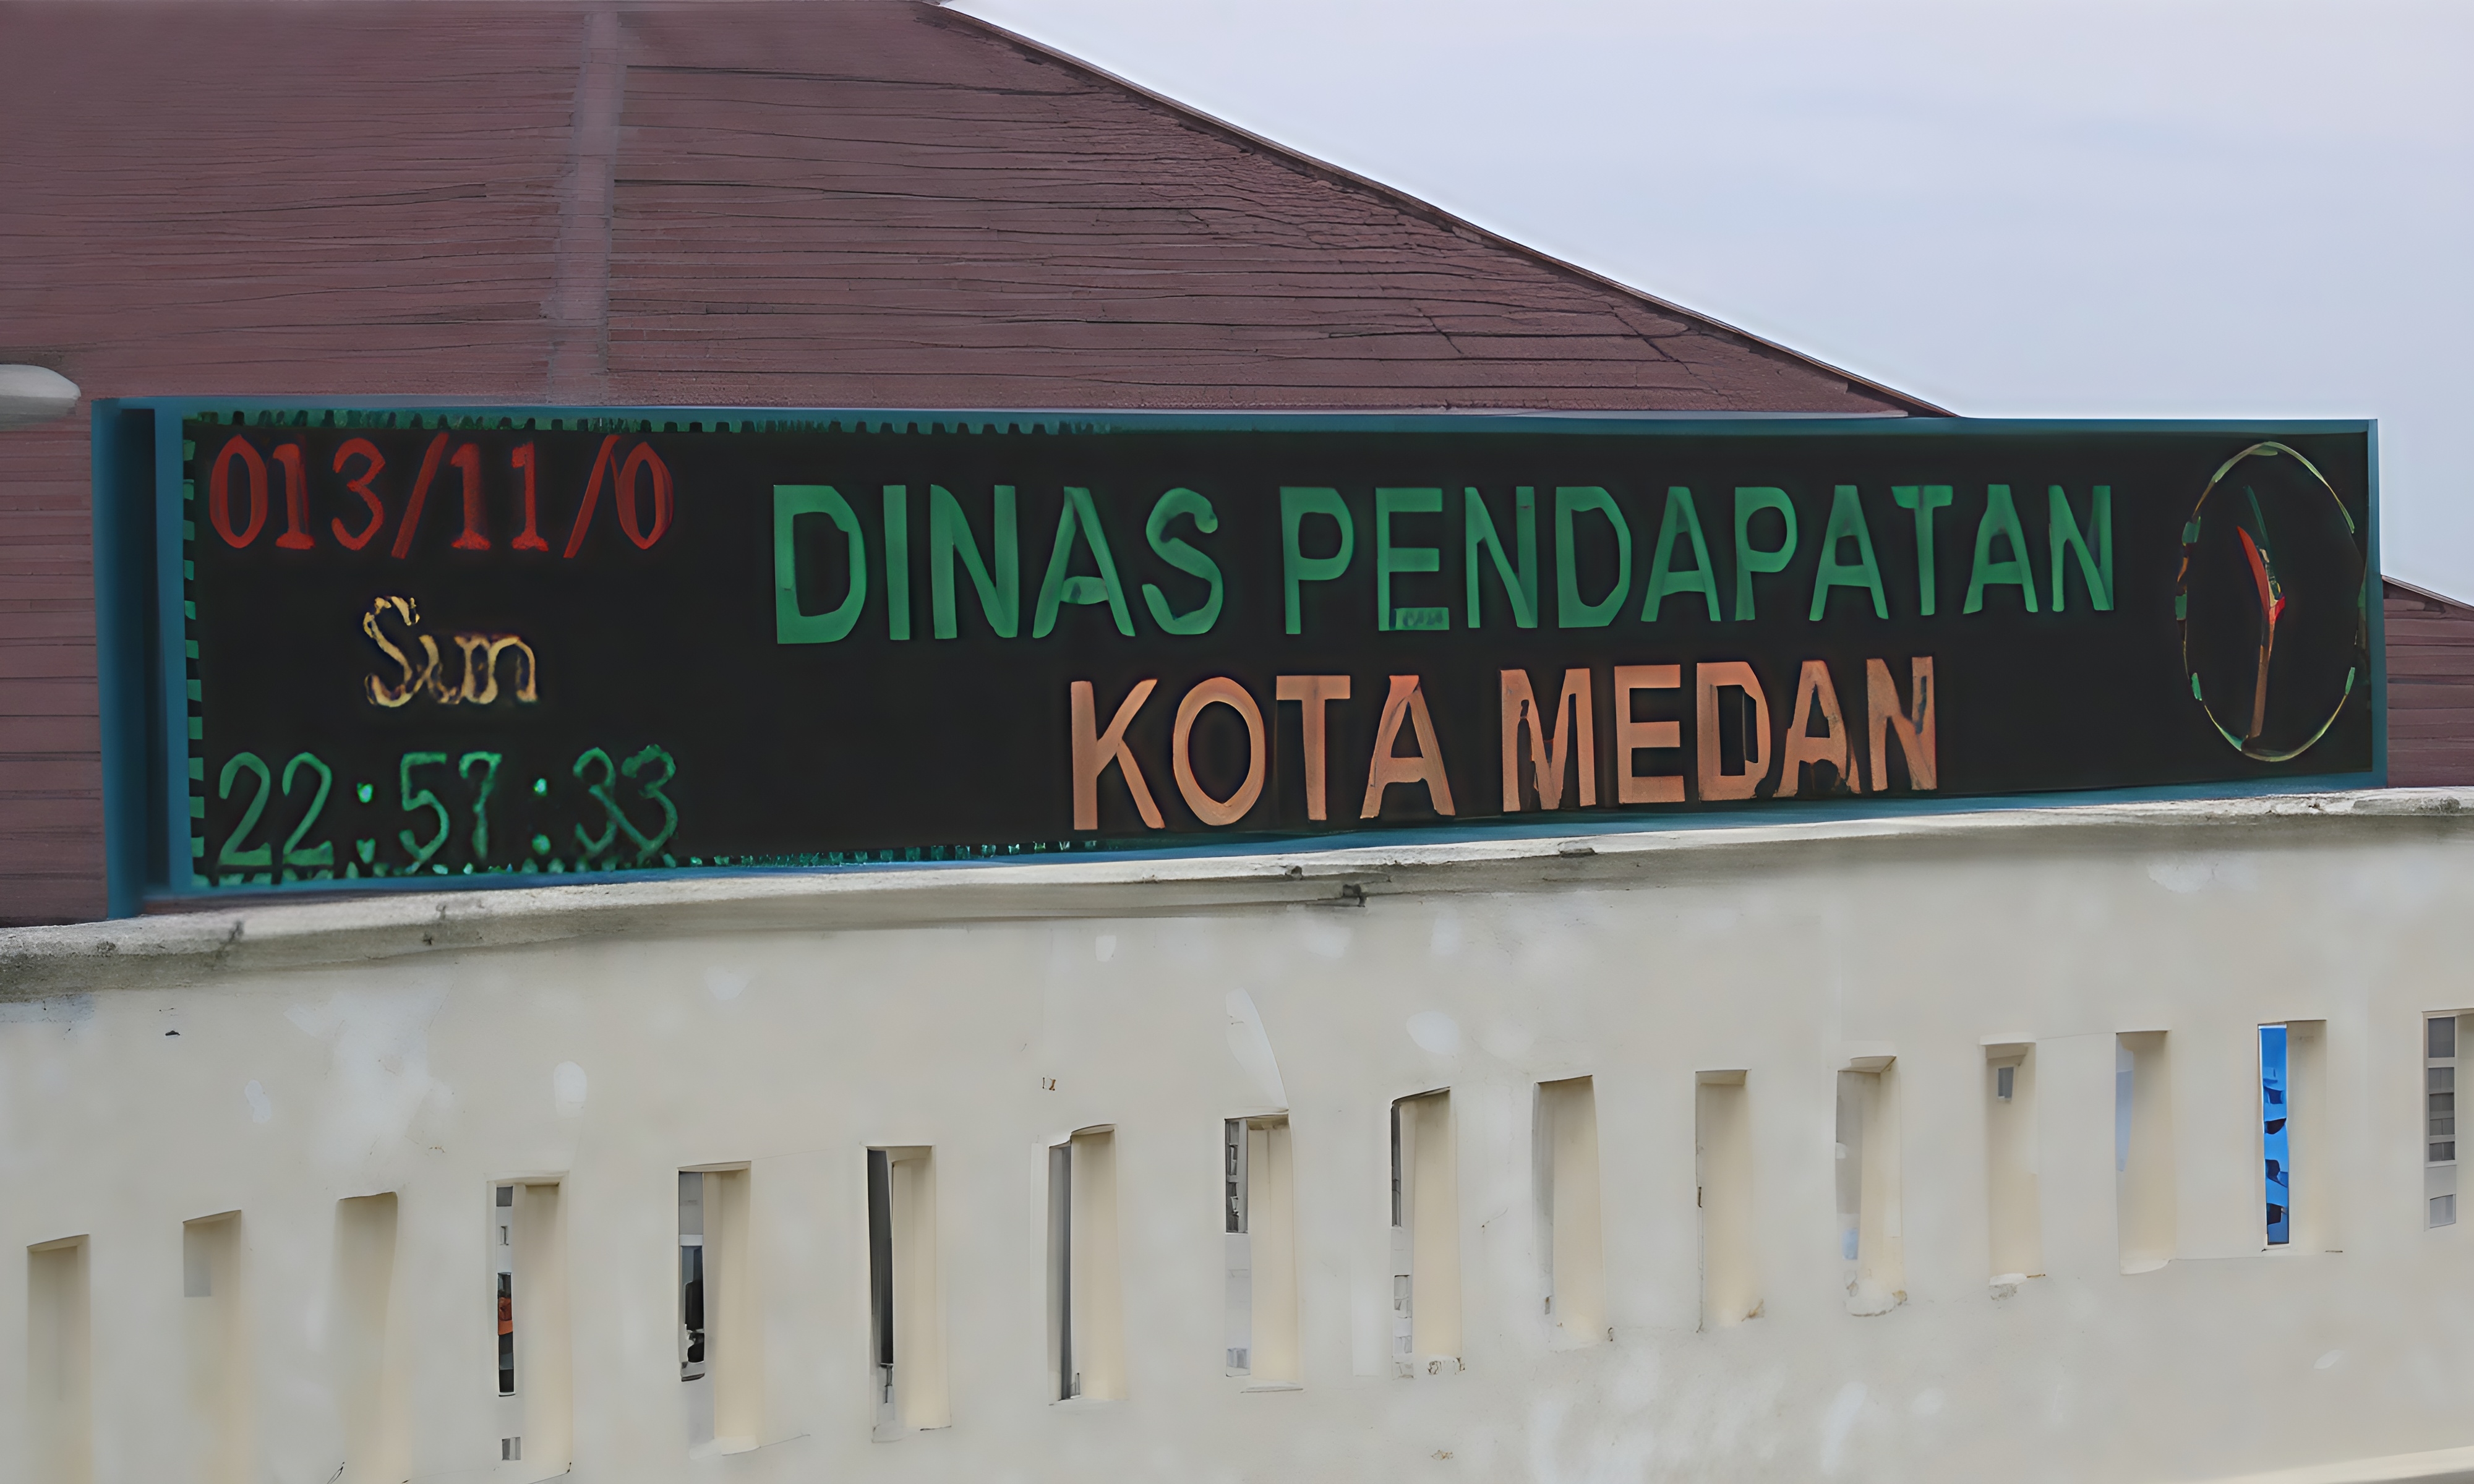 013/11/0
Sun
22:57:33
DINAS PENDAPATAN
KOTA MEDAN